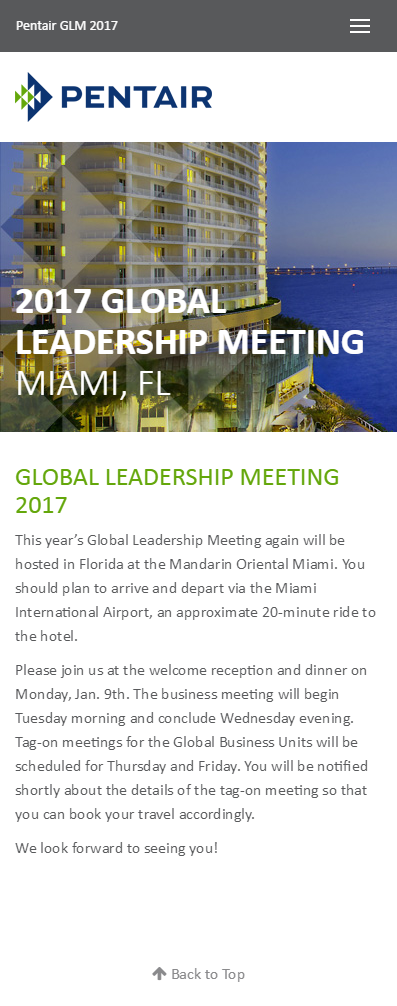 Pentair GLM 2017
PENTAIR
2017 GLOBAL
LEADERSHIP MEETING
MIAMI, FL
GLOBAL LEADERSHIP MEETING
2017
This year’s Global Leadership Meeting again will be
hosted in Florida at the Mandarin Oriental Miami. You
should plan to arrive and depart via the Miami
International Airport, an approximate 20-minute ride to
the hotel.
Please join us at the welcome reception and dinner on
Monday, Jan. 9th. The business meeting will begin
Tuesday morning and conclude Wednesday evening.
Tag-on meetings for the Global Business Units will be
scheduled for Thursday and Friday. You will be notified
shortly about the details of the tag-on meeting so that
you can book your travel accordingly.
We look forward to seeing you!
Back to Top